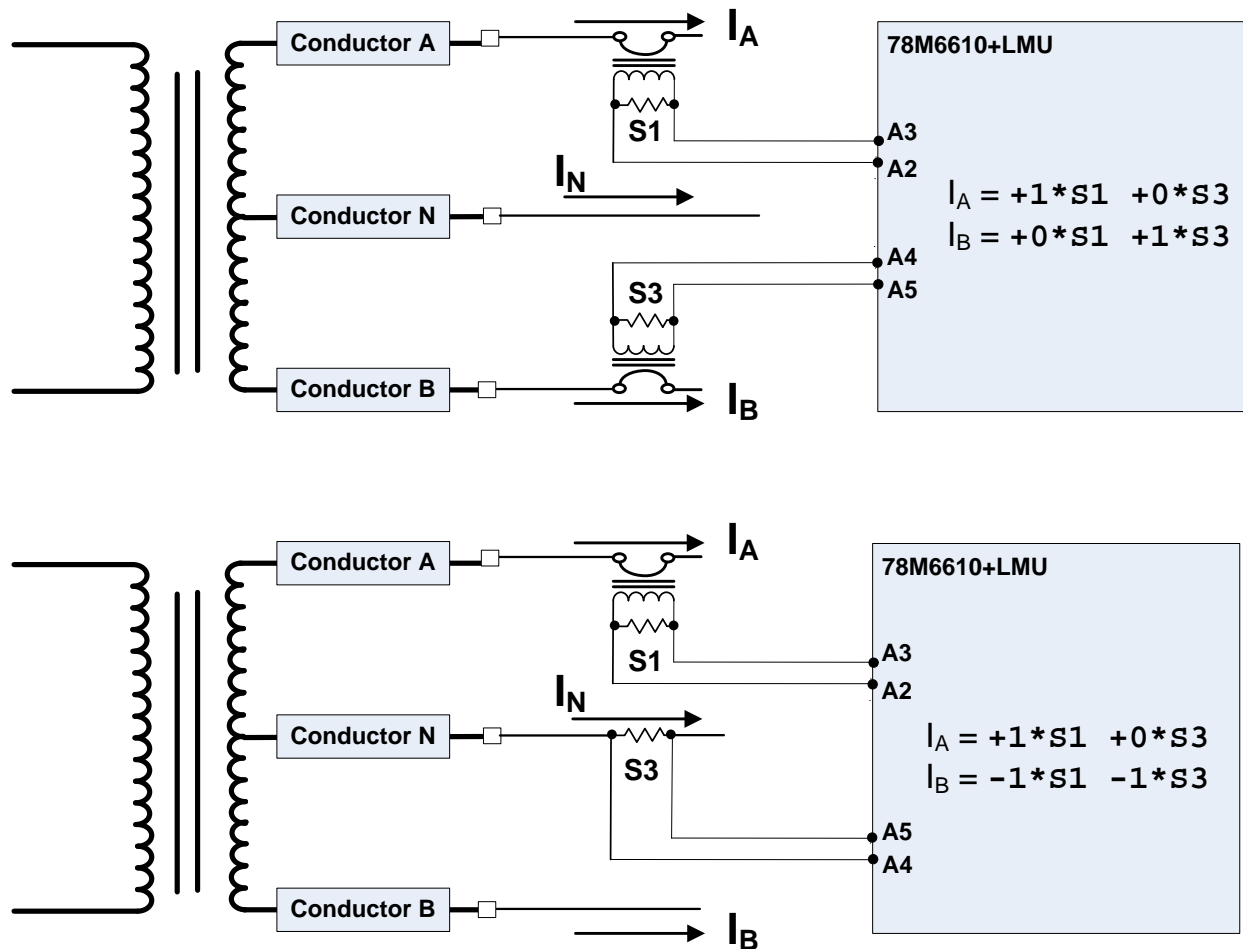 Conductor A
I_A
78M6610+LMU
S1
A3
A2
I_N
Conductor N
I_A = +1*S1 +0*S3
I_B = +0*S1 +1*S3
A4
A5
S3
Conductor B
I_B
Conductor A
I_A
78M6610+LMU
S1
A3
A2
I_N
Conductor N
S3
I_A = +1*S1 +0*S3
I_B = -1*S1 -1*S3
A5
A4
Conductor B
I_B